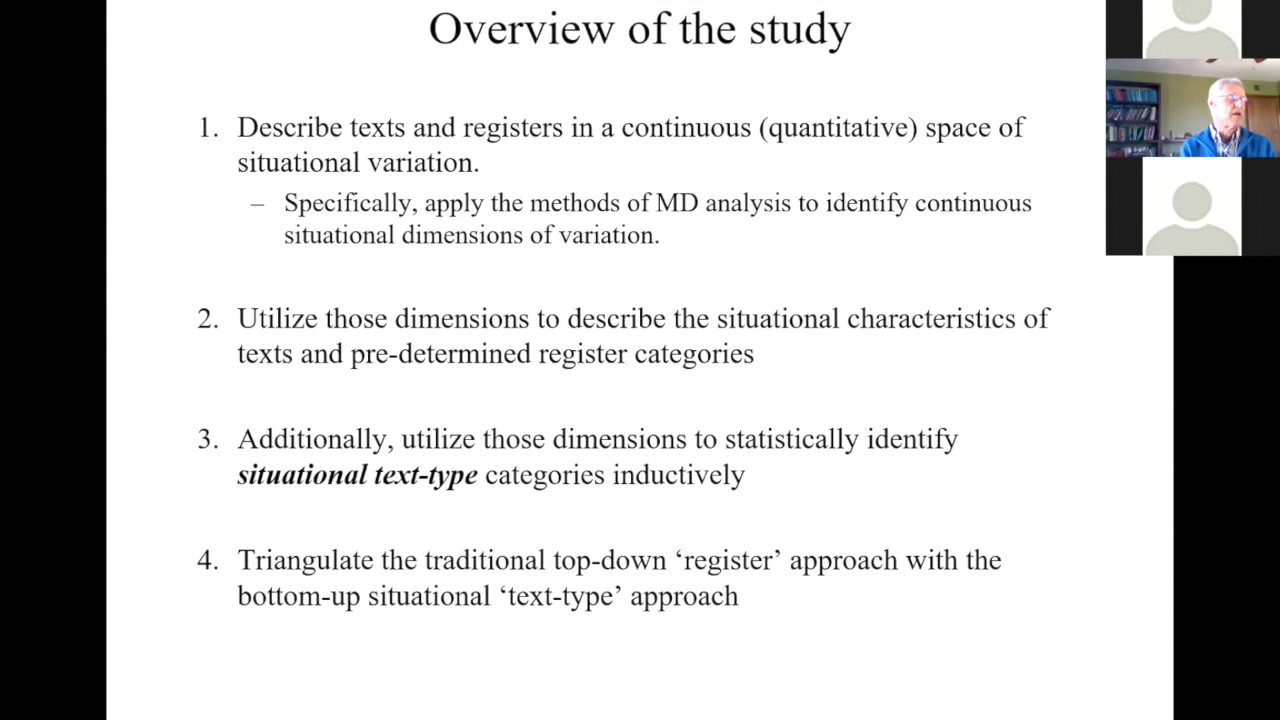 Overview of the study
1. Describe texts and registers in a continuous (quantitative) space of
situational variation.
– Specifically, apply the methods of MD analysis to identify continuous
situational dimensions of variation.
2. Utilize those dimensions to describe the situational characteristics of
texts and pre-determined register categories
3. Additionally, utilize those dimensions to statistically identify
situational text-type categories inductively
4. Triangulate the traditional top-down ‘register’ approach with the
bottom-up situational ‘text-type’ approach